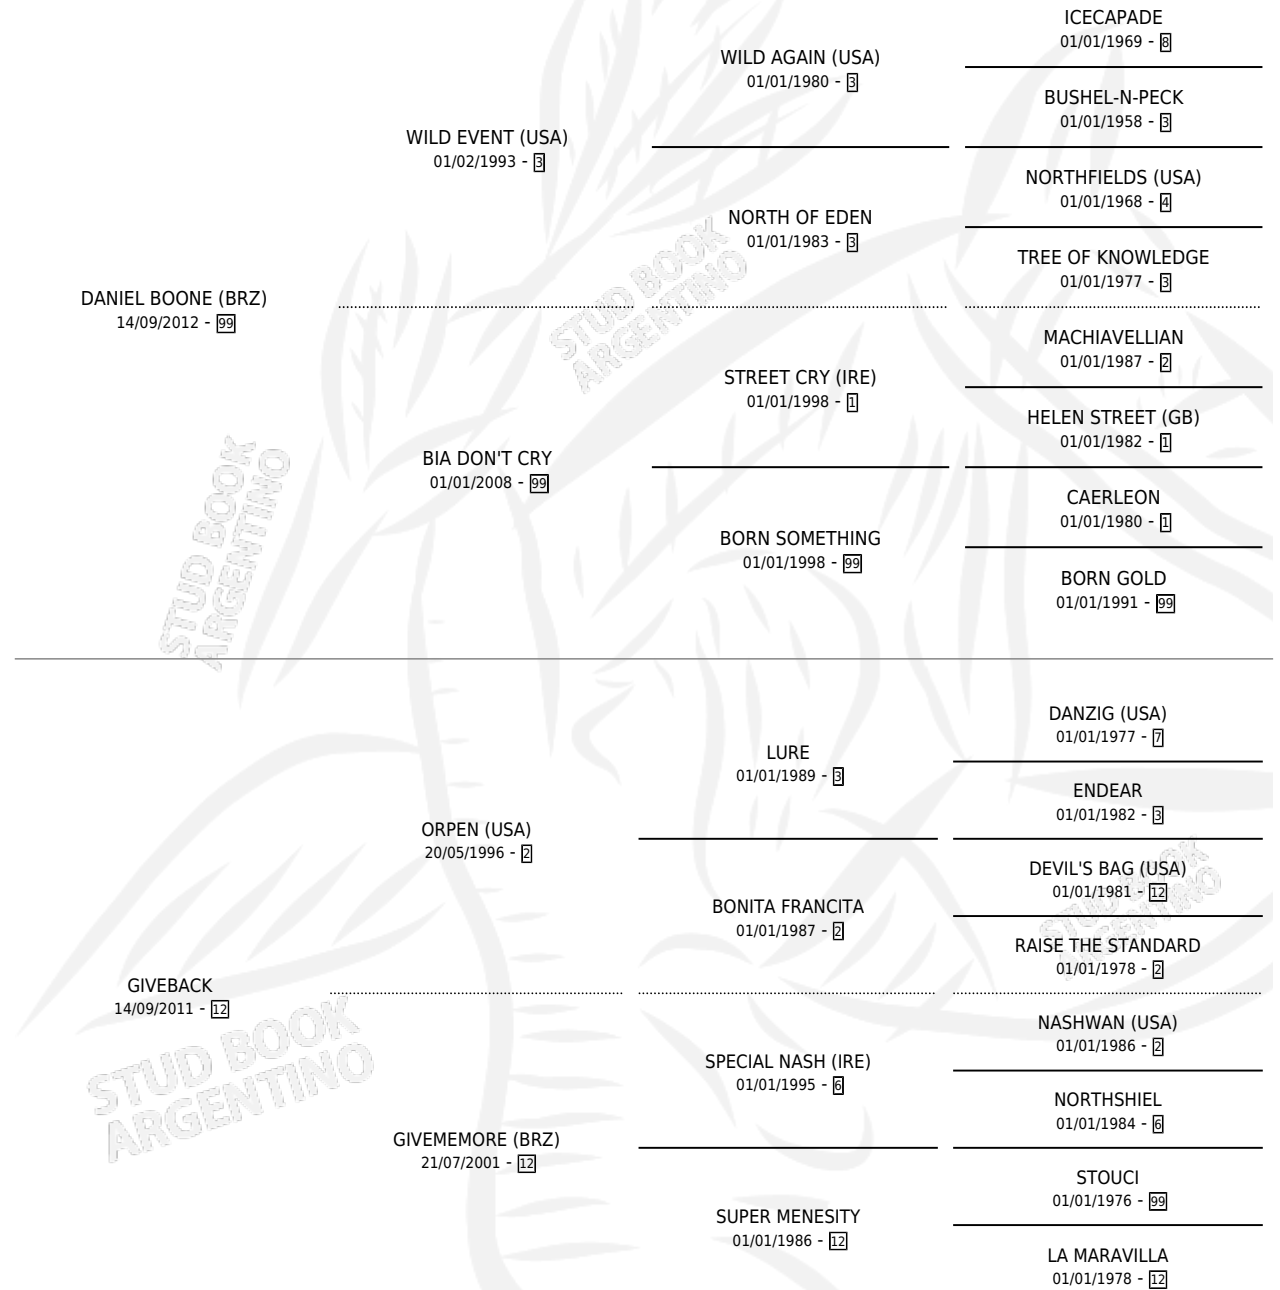 ICECAPADE
01/01/1969 - 8
WILD AGAIN (USA)
01/01/1980 - 3
BUSHEL-N-PECK
01/01/1958 - 3
WILD EVENT (USA)
01/02/1993 - 3
NORTHFIELDS (USA)
01/01/1968 - 4
NORTH OF EDEN
01/01/1983 - 3
TREE OF KNOWLEDGE
01/01/1977 - 3
DANIEL BOONE (BRZ)
14/09/2012 - 99
STUD BOOK
ARGENTINO
MACHIAVELLIAN
01/01/1987 - 2
STREET CRY (IRE)
01/01/1998 - 1
HELEN STREET (GB)
01/01/1982 - 1
BIA DON'T CRY
01/01/2008 - 99
CAERLEON
01/01/1980 - 1
BORN SOMETHING
01/01/1998 - 99
BORN GOLD
01/01/1991 - 99
STUD BOOK
ARGENTINO
DANZIG (USA)
01/01/1977 - 7
LURE
01/01/1989 - 3
ENDEAR
01/01/1982 - 3
ORPEN (USA)
20/05/1996 - 2
DEVIL'S BAG (USA)
01/01/1981 - 12
BONITA FRANCITA
01/01/1987 - 2
RAISE THE STANDARD
01/01/1978 - 2
STUD BOOK
ARGENTINO
GIVEBACK
14/09/2011 - 12
NASHWAN (USA)
01/01/1986 - 2
SPECIAL NASH (IRE)
01/01/1995 - 6
NORTHSHIEL
01/01/1984 - 6
STUD BOOK
ARGENTINO
GIVEMEMORE (BRZ)
21/07/2001 - 12
STOUCI
01/01/1976 - 99
SUPER MENESITY
01/01/1986 - 12
LA MARAVILLA
01/01/1978 - 12